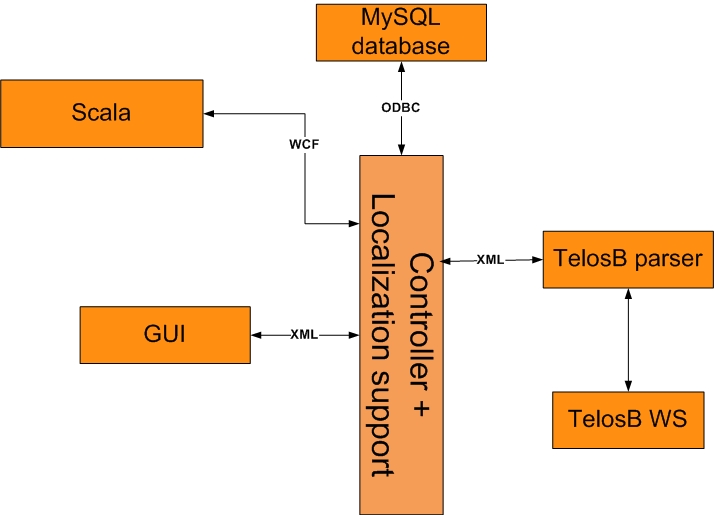 MySQL
database
Scala
ODBC
WCF
Controller +
Localization support
XML
TelosB parser
GUI
XML
TelosB WS